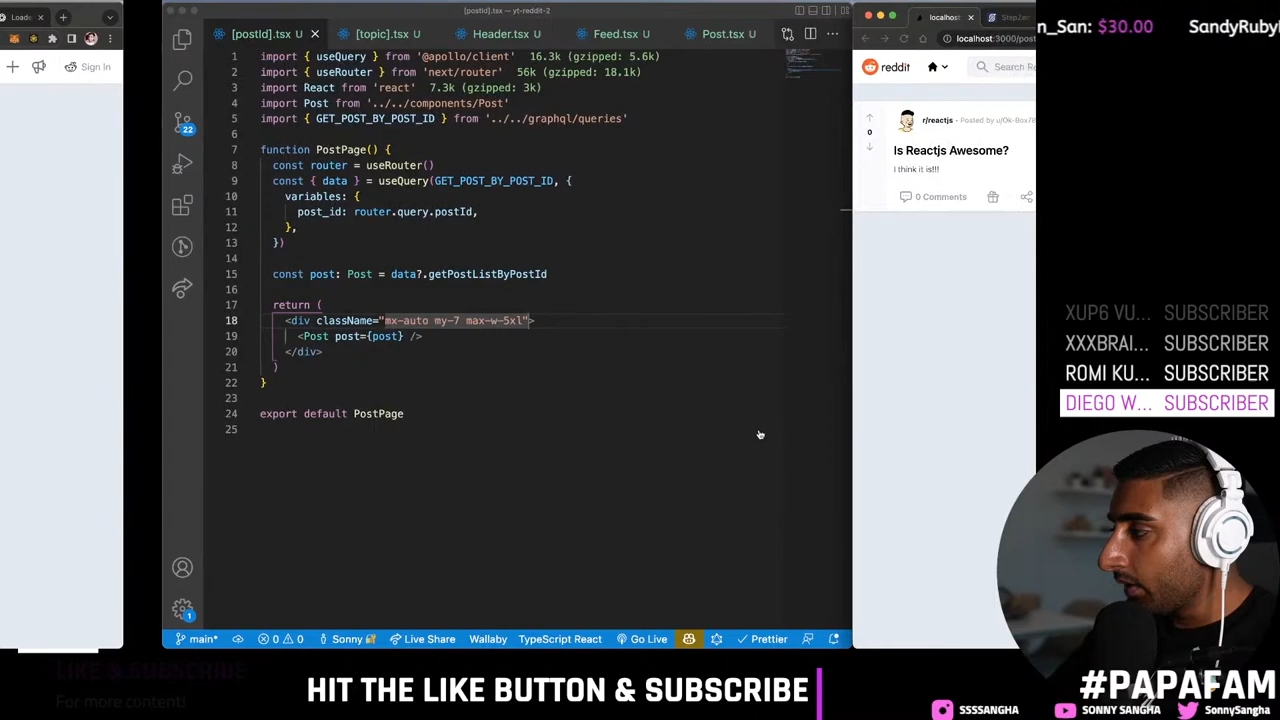 [postId].tsx — yt-reddit-2
[postId].tsx
[topic].tsx U
Header.tsx U
Feed.tsx U
Post.tsx U
Sign In
1 import { useQuery } from '@apollo/client' 16.3k (gzipped: 5.6k)
2 import { useRouter } from 'next/router' 56k (gzipped: 18.1k)
3 import React from 'react' 7.3k (gzipped: 3k)
4 import Post from '../../components/Post'
5 import { GET_POST_BY_POST_ID } from '../../graphql/queries'
6
7 function PostPage() {
8 const router = useRouter()
9 const { data } = useQuery(GET_POST_BY_POST_ID, {
10 variables: {
11 post_id: router.query.postId,
12 },
13 })
14
15 const post: Post = data?.getPostListByPostId
16
17 return (
18 <div className="mx-auto my-7 max-w-5xl">
19 <Post post={post} />
20 </div>
21 )
22 }
23
24 export default PostPage
25
22
1
main*
0 0
Sonny
Live Share
Wallaby
TypeScript React
Go Live
Prettier
localhost
localhost:3000/post
reddit
Search R
0
r/reactjs • Posted by u/Ok-Box78
Is Reactjs Awesome?
I think it is!!!
0 Comments
n_San: $30.00 SandyRuby
XUP6 VU... SUBSCRIBER
XXXBRAI... SUBSCRIBER
ROMI KU... SUBSCRIBER
DIEGO W... SUBSCRIBER
LIKE & SUBSCRIBE
For more content!
HIT THE LIKE BUTTON & SUBSCRIBE
#PAPAFAM
SSSSANGHA
SONNY SANGHA
SonnySangha